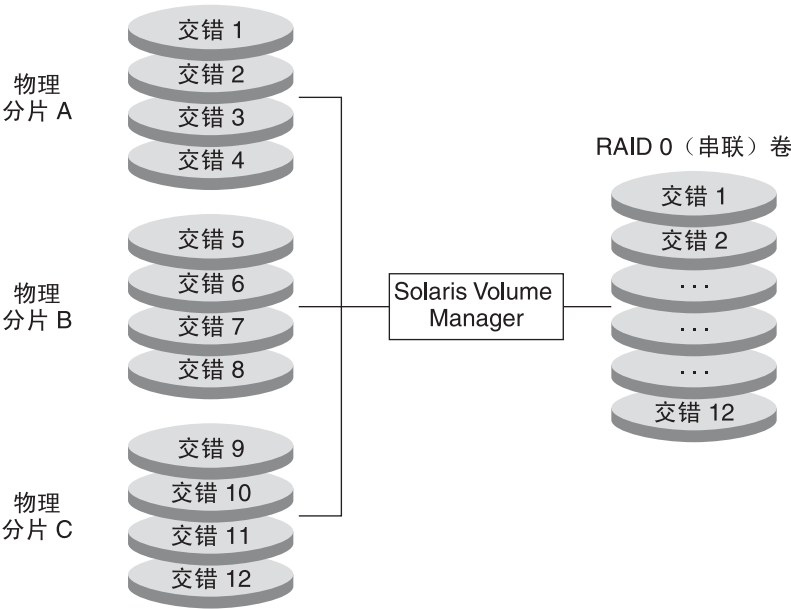 物理
分片 A
交错 1
交错 2
交错 3
交错 4
物理
分片 B
交错 5
交错 6
交错 7
交错 8
物理
分片 C
交错 9
交错 10
交错 11
交错 12
Solaris Volume
Manager
RAID 0（串联）卷
交错 1
交错 2
...
...
...
交错 12